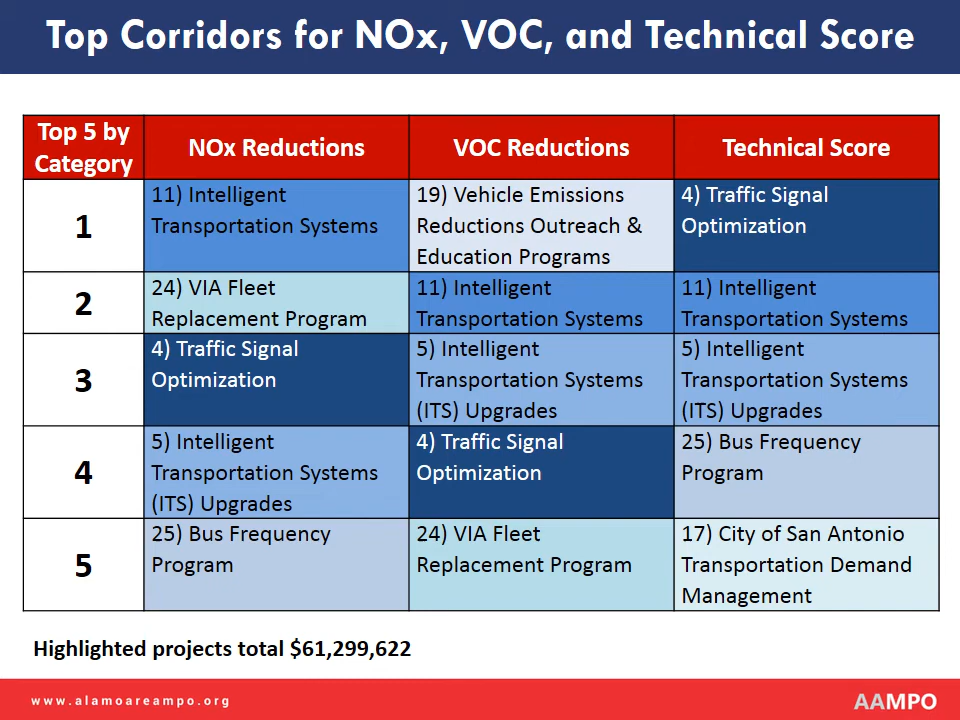 Top Corridors for NOx, VOC, and Technical Score
Top 5 by
Category
NOx Reductions
VOC Reductions
Technical Score
1
11) Intelligent
Transportation Systems
19) Vehicle Emissions
Reductions Outreach &
Education Programs
4) Traffic Signal
Optimization
2
24) VIA Fleet
Replacement Program
11) Intelligent
Transportation Systems
11) Intelligent
Transportation Systems
3
4) Traffic Signal
Optimization
5) Intelligent
Transportation Systems
(ITS) Upgrades
5) Intelligent
Transportation Systems
(ITS) Upgrades
4
5) Intelligent
Transportation Systems
(ITS) Upgrades
4) Traffic Signal
Optimization
25) Bus Frequency
Program
5
25) Bus Frequency
Program
24) VIA Fleet
Replacement Program
17) City of San Antonio
Transportation Demand
Management
Highlighted projects total $61,299,622
www.alamoareampo.org
AAMPO